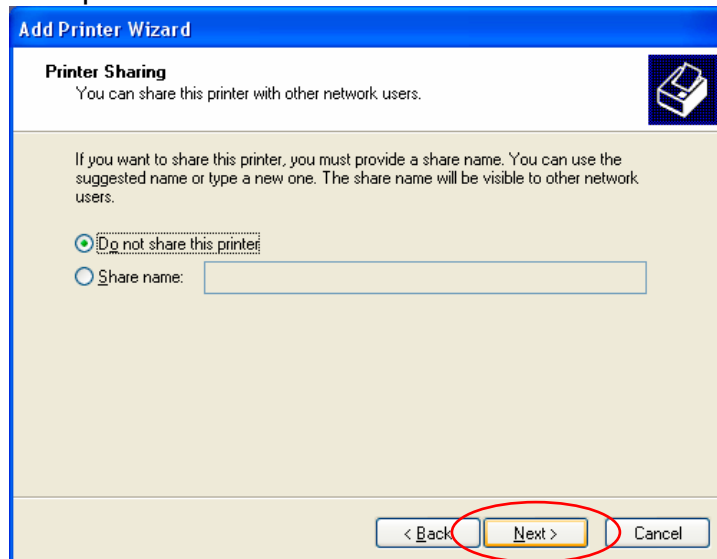 Add Printer Wizard
Printer Sharing
You can share this printer with other network users.
If you want to share this printer, you must provide a share name. You can use the
suggested name or type a new one. The share name will be visible to other network
users.
Do not share this printer
Share name:
< Back
Next >
Cancel